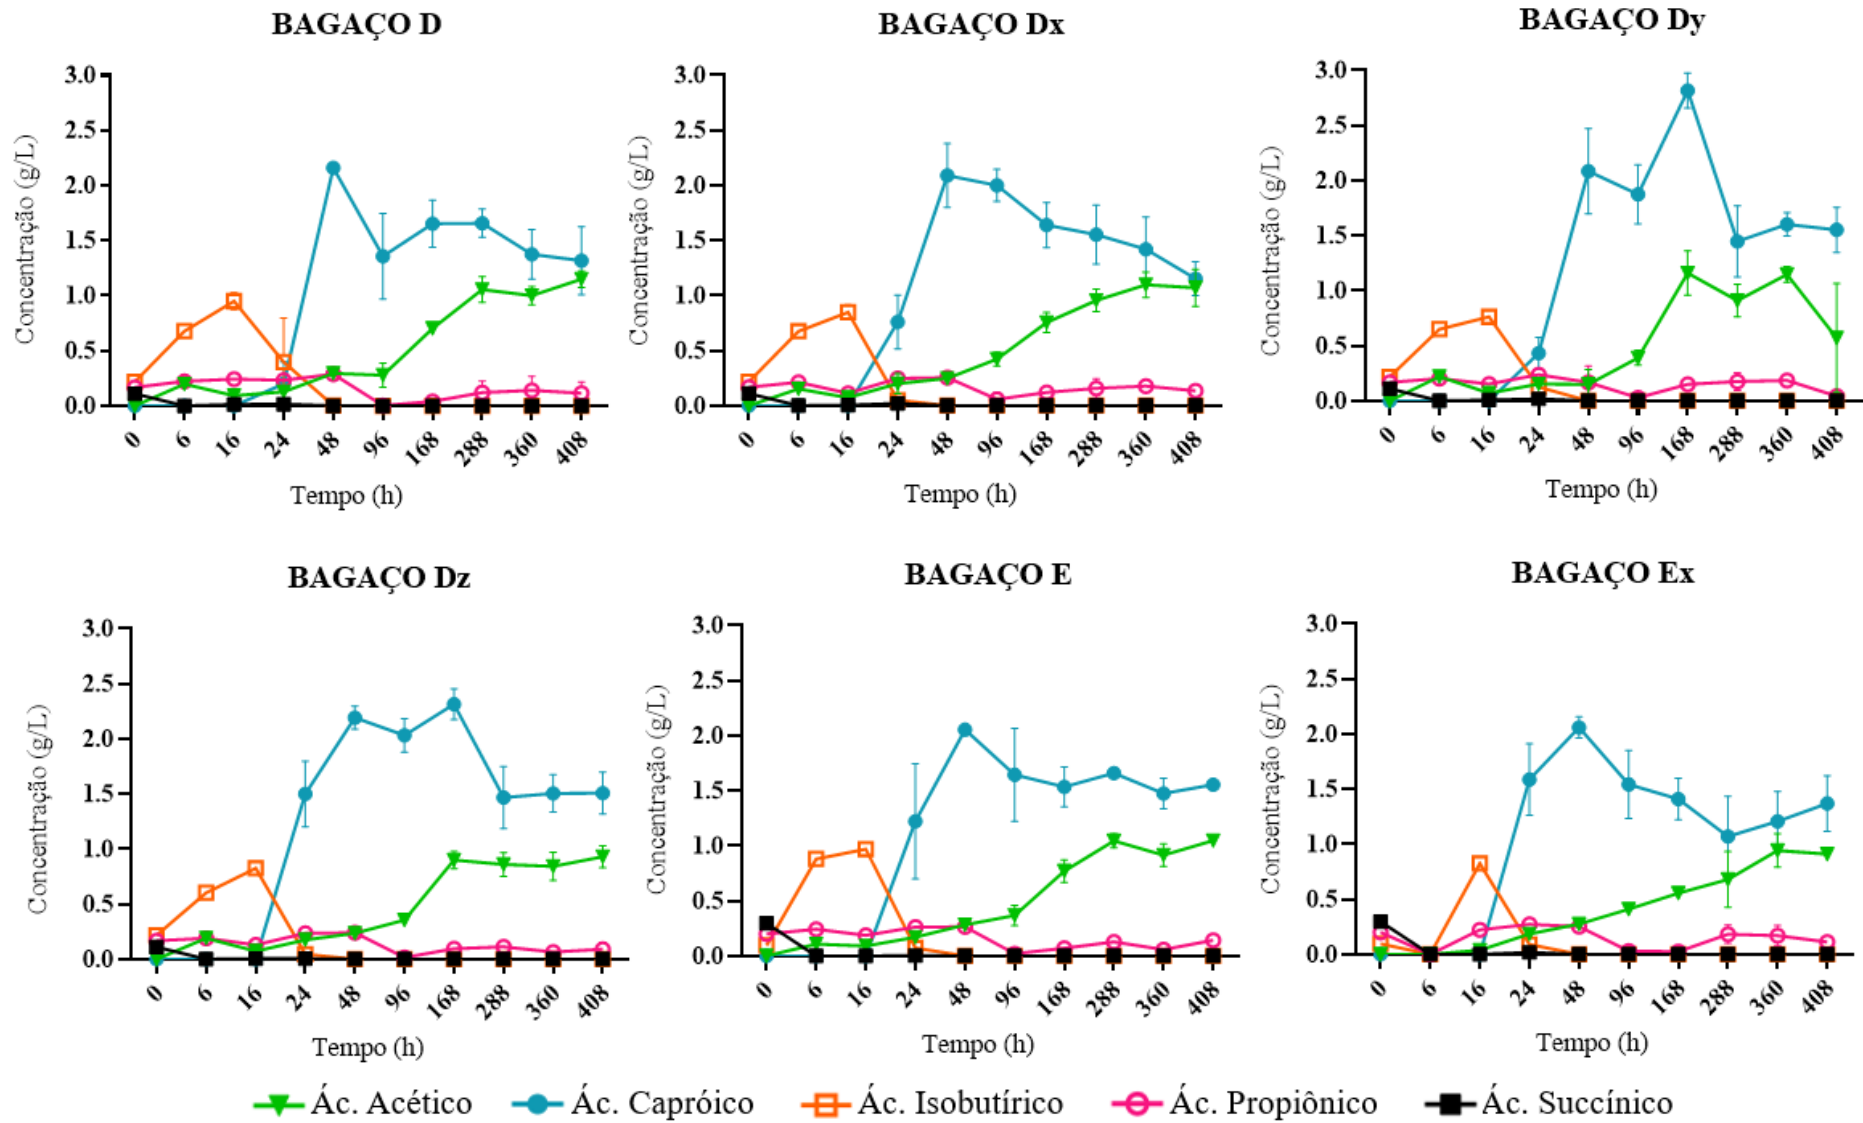 BAGAÇO D
Concentração (g/L)
3.0
2.5
2.0
1.5
1.0
0.5
0.0
0 6 16 24 48 96 168 288 360 408
Tempo (h)
BAGAÇO Dx
Concentração (g/L)
3.0
2.5
2.0
1.5
1.0
0.5
0.0
0 6 16 24 48 96 168 288 360 408
Tempo (h)
BAGAÇO Dy
Concentração (g/L)
3.0
2.5
2.0
1.5
1.0
0.5
0.0
0 6 16 24 48 96 168 288 360 408
Tempo (h)
BAGAÇO Dz
Concentração (g/L)
3.0
2.5
2.0
1.5
1.0
0.5
0.0
0 6 16 24 48 96 168 288 360 408
Tempo (h)
BAGAÇO E
Concentração (g/L)
3.0
2.5
2.0
1.5
1.0
0.5
0.0
0 6 16 24 48 96 168 288 360 408
Tempo (h)
BAGAÇO Ex
Concentração (g/L)
3.0
2.5
2.0
1.5
1.0
0.5
0.0
0 6 16 24 48 96 168 288 360 408
Tempo (h)
Ác. Acético Ác. Capróico Ác. Isobutírico Ác. Propiônico Ác. Succínico